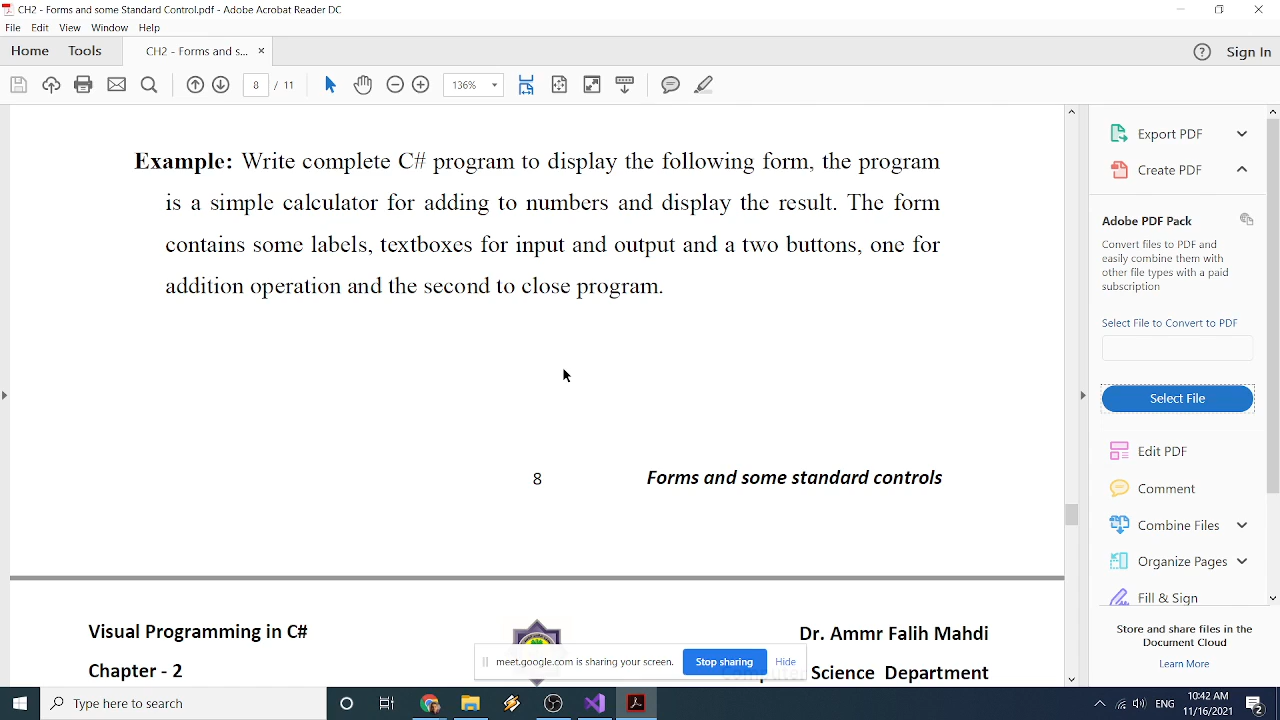 CH2 - Forms and some Standard Control.pdf - Adobe Acrobat Reader DC
File Edit View Window Help
Home Tools CH2 - Forms and s... × Sign In
8 / 11 136%
Example: Write complete C# program to display the following form, the program
is a simple calculator for adding to numbers and display the result. The form
contains some labels, textboxes for input and output and a two buttons, one for
addition operation and the second to close program.
8 Forms and some standard controls
Visual Programming in C# Dr. Ammr Falih Mahdi
Chapter - 2 Science Department
meet.google.com is sharing your screen. Stop sharing Hide
Export PDF
Create PDF
Adobe PDF Pack
Convert files to PDF and
easily combine them with
other file types with a paid
subscription
Select File to Convert to PDF
Select File
Edit PDF
Comment
Combine Files
Organize Pages
Fill & Sign
Store and share files in the
Document Cloud
Learn More
Type here to search
ENG
10:42 AM
11/16/2021
2